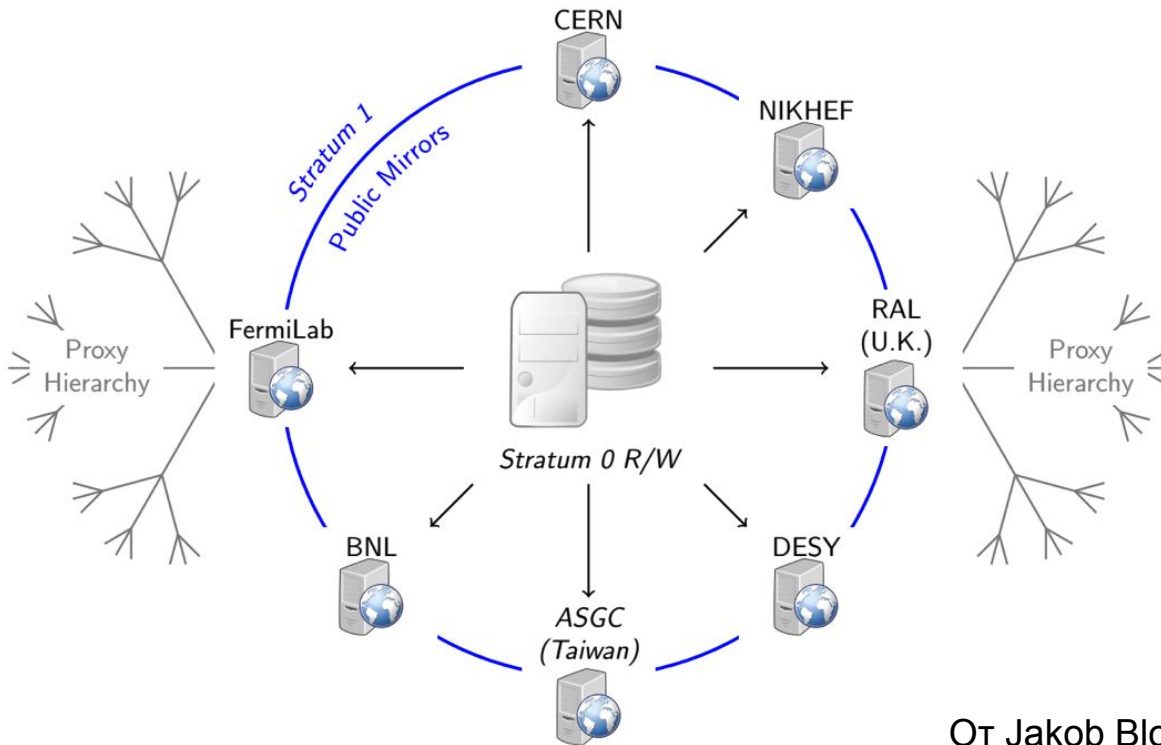 CERN
NIKHEF
Stratum 1
Public Mirrors
FermiLab
RAL
(U.K.)
Proxy
Hierarchy
Proxy
Hierarchy
Stratum 0 R/W
BNL
DESY
ASGC
(Taiwan)
От Jakob Blo